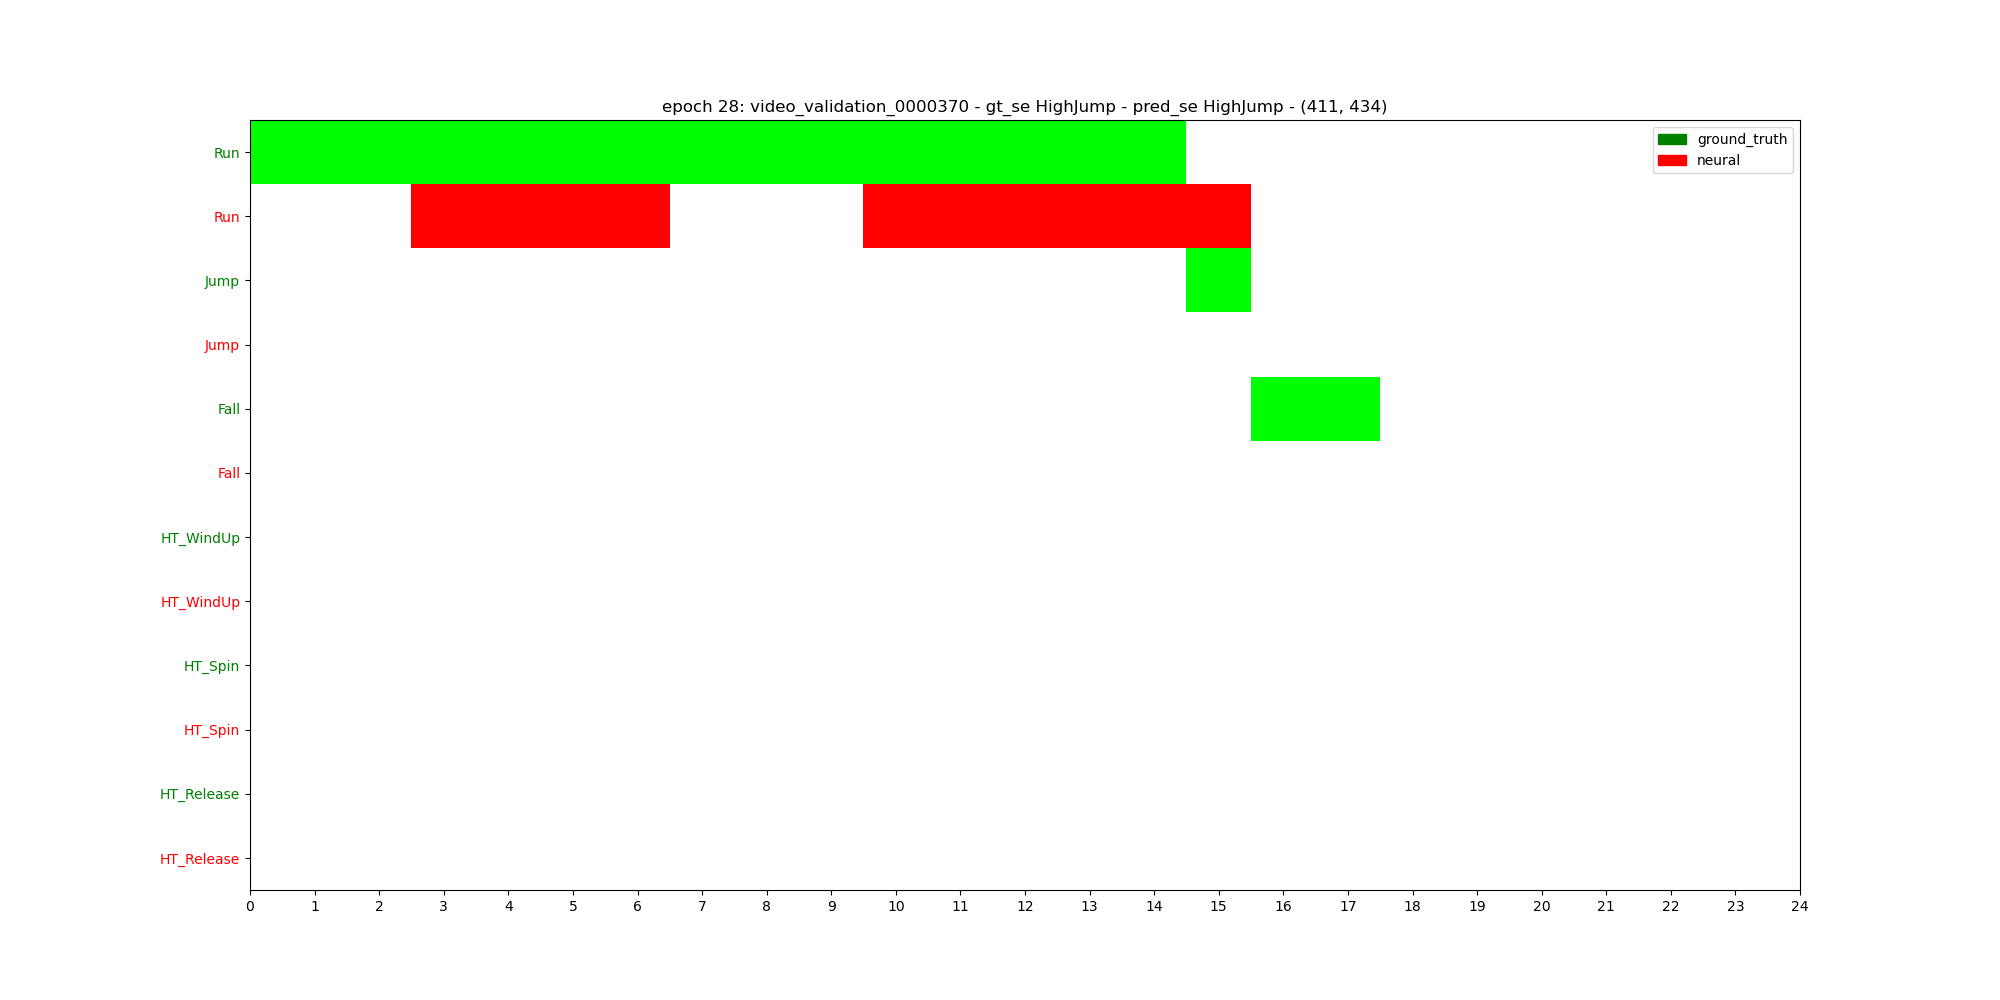 epoch 28: video_validation_0000370 - gt_se HighJump - pred_se HighJump - (411, 434)
ground_truth
neural
Run
Run
Jump
Jump
Fall
Fall
HT_WindUp
HT_WindUp
HT_Spin
HT_Spin
HT_Release
HT_Release
0 1 2 3 4 5 6 7 8 9 10 11 12 13 14 15 16 17 18 19 20 21 22 23 24